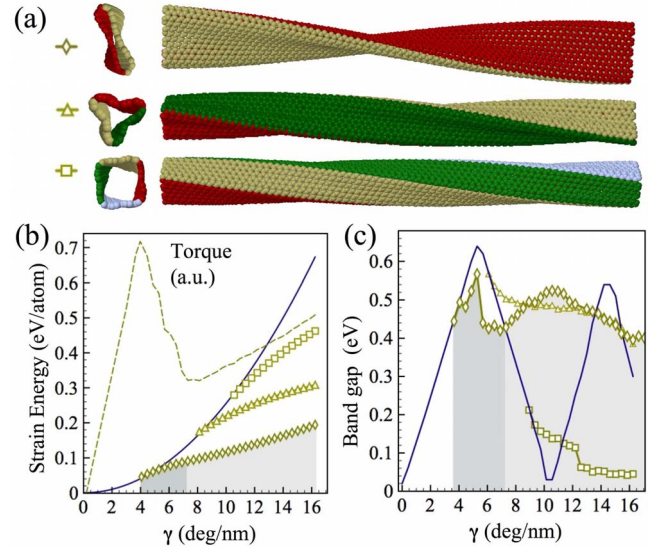 (a)
(b)
Torque
(a.u.)
Strain Energy (eV/atom)
0.7
0.6
0.5
0.4
0.3
0.2
0.1
0
0 2 4 6 8 10 12 14 16
γ (deg/nm)
(c)
Band gap (eV)
0.6
0.5
0.4
0.3
0.2
0.1
0
0 2 4 6 8 10 12 14 16
γ (deg/nm)